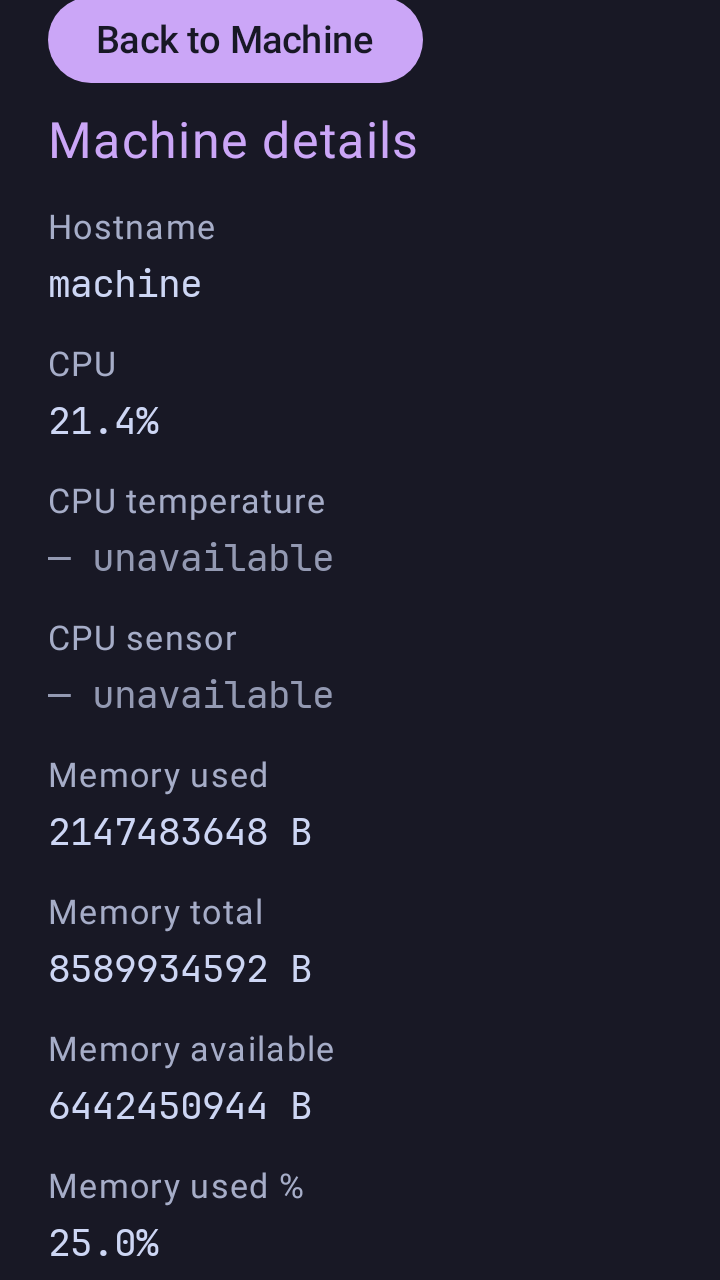 Back to Machine
Machine details
Hostname
machine
CPU
21.4%
CPU temperature
— unavailable
CPU sensor
— unavailable
Memory used
2147483648 B
Memory total
8589934592 B
Memory available
6442450944 B
Memory used %
25.0%